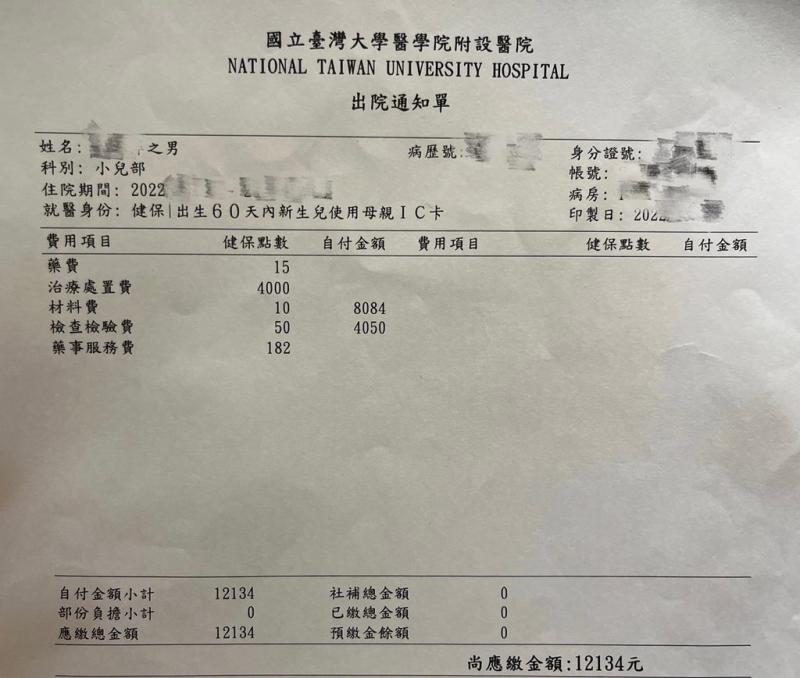 國立臺灣大學醫學院附設醫院
NATIONAL TAIWAN UNIVERSITY HOSPITAL
出院通知單
姓名: 之男 病歷號: 身分證號:
科別: 小兒部 帳號:
住院期間: 2022 病房:
就醫身份: 健保|出生60天內新生兒使用母親IC卡 印製日: 2022
費用項目 健保點數 自付金額 費用項目 健保點數 自付金額
藥費 15
治療處置費 4000
材料費 10 8084
檢查檢驗費 50 4050
藥事服務費 182
自付金額小計 12134 社補總金額 0
部份負擔小計 0 已繳總金額 0
應繳總金額 12134 預繳金餘額 0
尚應繳金額:12134元